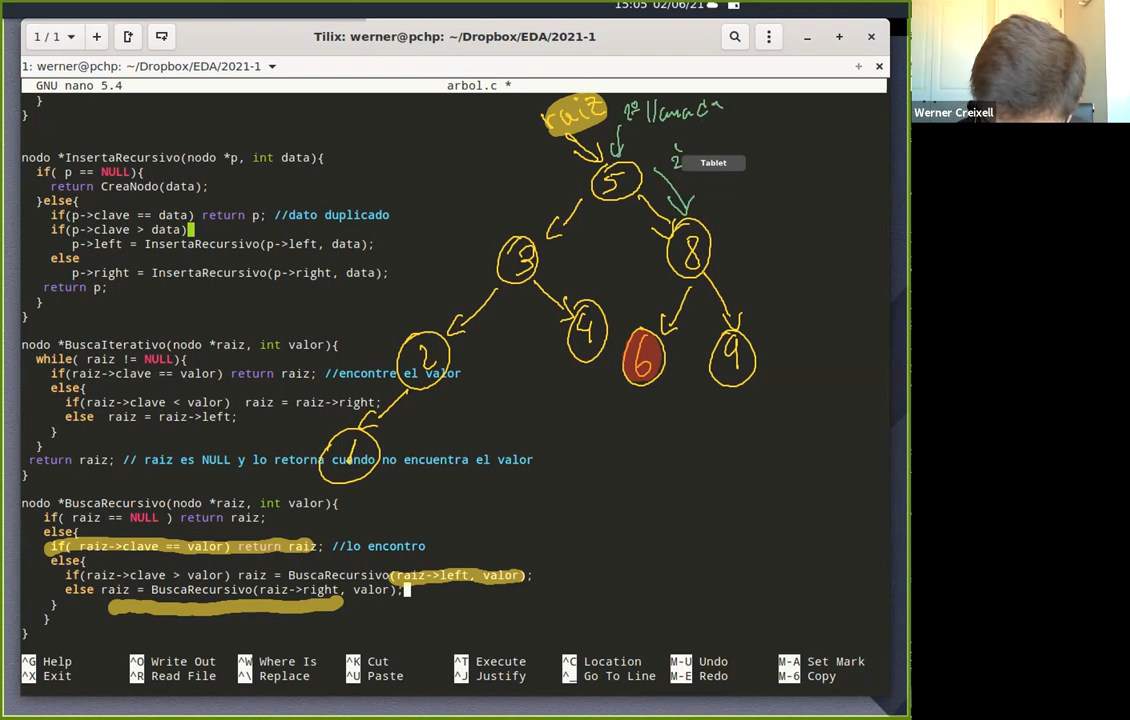 15:05 02/06/21
1 / 1
Tilix: werner@pchp: ~/Dropbox/EDA/2021-1
1: werner@pchp: ~/Dropbox/EDA/2021-1
GNU nano 5.4 arbol.c *
}
}
nodo *InsertaRecursivo(nodo *p, int data){
if( p == NULL){
return CreaNodo(data);
}else{
if(p->clave == data) return p; //dato duplicado
if(p->clave > data)
p->left = InsertaRecursivo(p->left, data);
else
p->right = InsertaRecursivo(p->right, data);
return p;
}
}
nodo *BuscaIterativo(nodo *raiz, int valor){
while( raiz != NULL){
if(raiz->clave == valor) return raiz; //encontre el valor
else{
if(raiz->clave < valor) raiz = raiz->right;
else raiz = raiz->left;
}
}
return raiz; // raiz es NULL y lo retorna cuando no encuentra el valor
}
nodo *BuscaRecursivo(nodo *raiz, int valor){
if( raiz == NULL ) return raiz;
else{
if( raiz->clave == valor) return raiz; //lo encontro
else{
if(raiz->clave > valor) raiz = BuscaRecursivo(raiz->left, valor);
else raiz = BuscaRecursivo(raiz->right, valor);
}
}
}
raiz
llamada
Tablet
5
3
8
2
4
6
9
1
Werner Creixell
^G Help ^O Write Out ^W Where Is ^K Cut ^T Execute ^C Location M-U Undo M-A Set Mark
^X Exit ^R Read File ^\ Replace ^U Paste ^J Justify ^_ Go To Line M-E Redo M-6 Copy